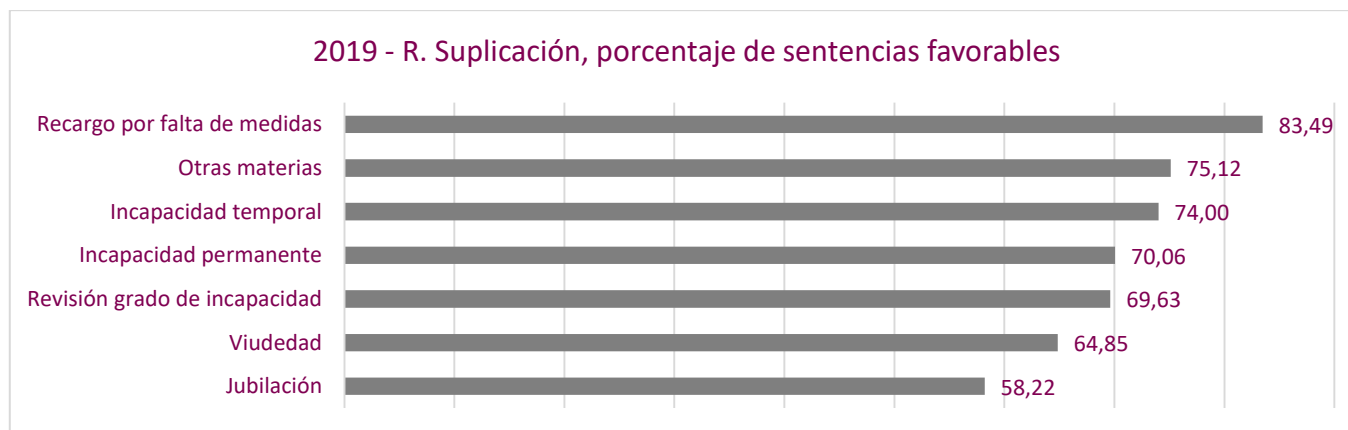 2019 - R. Suplicación, porcentaje de sentencias favorables
Recargo por falta de medidas 83,49
Otras materias 75,12
Incapacidad temporal 74,00
Incapacidad permanente 70,06
Revisión grado de incapacidad 69,63
Viudedad 64,85
Jubilación 58,22